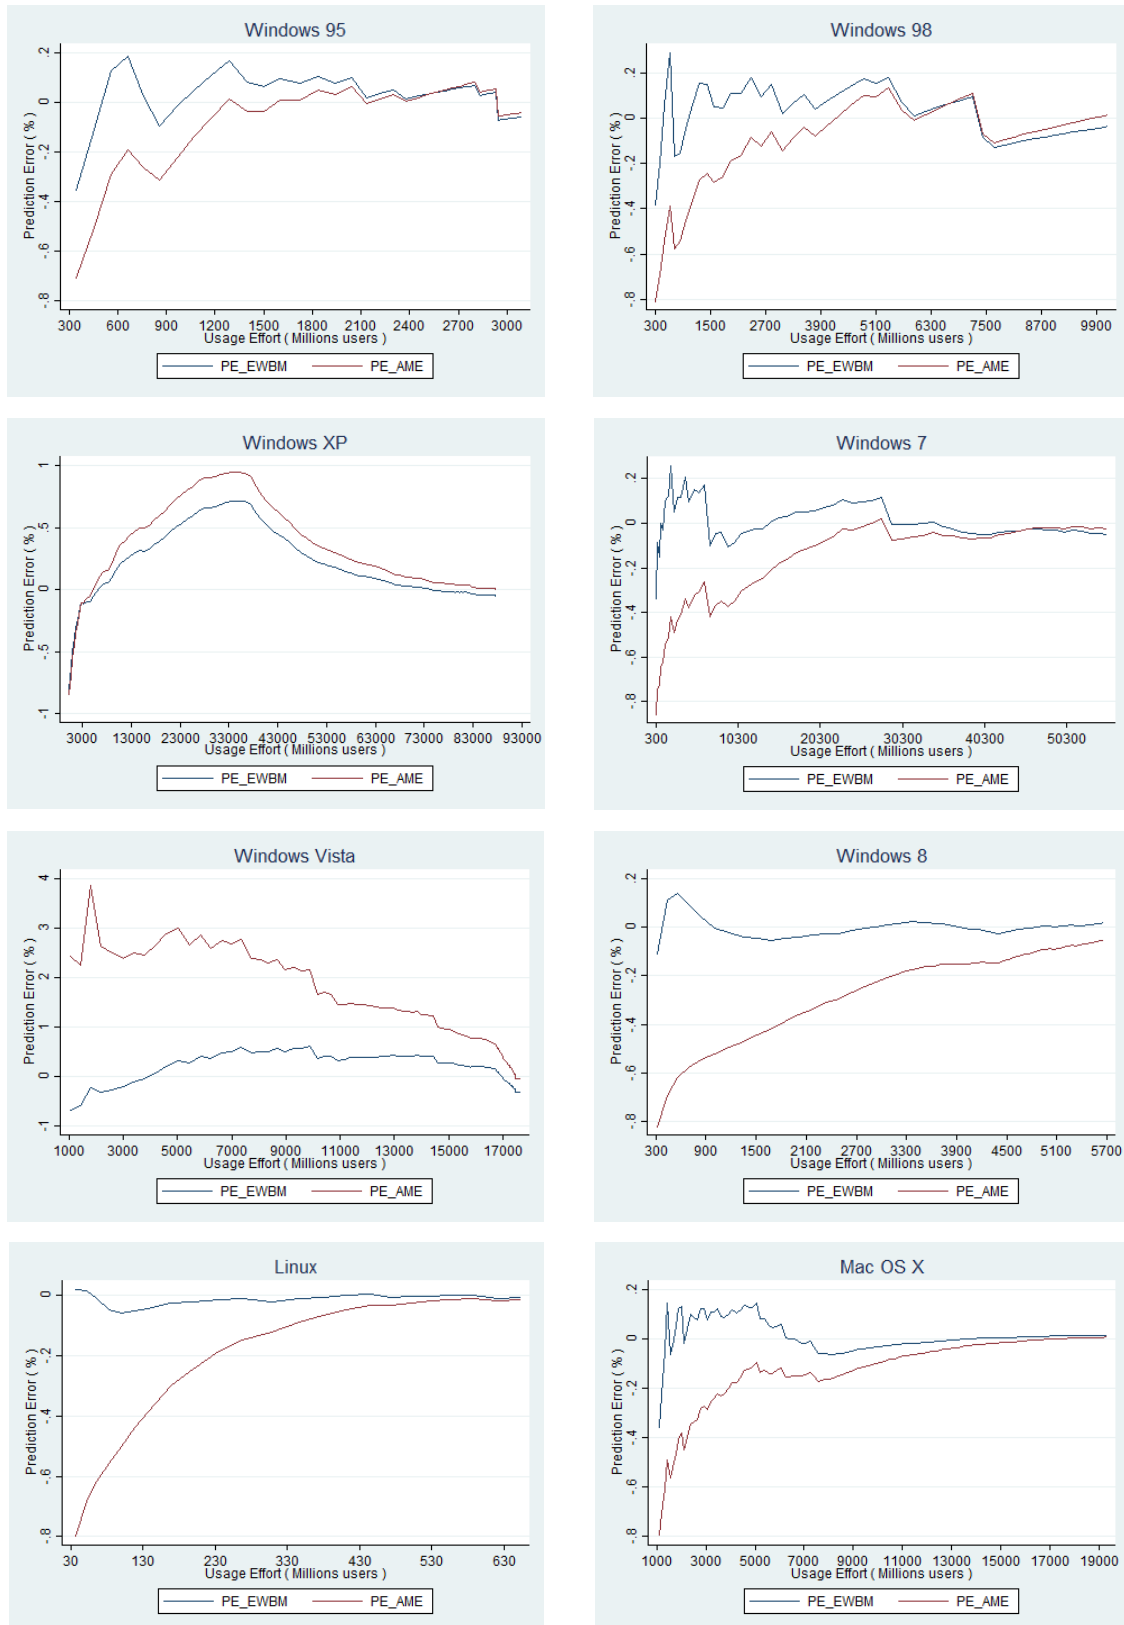 Windows 95
Prediction Error ( % )
.2
0
-.2
-.4
-.6
-.8
300 600 900 1200 1500 1800 2100 2400 2700 3000
Usage Effort ( Millions users )
PE_EWBM PE_AME
Windows 98
Prediction Error ( % )
.2
0
-.2
-.4
-.6
-.8
300 1500 2700 3900 5100 6300 7500 8700 9900
Usage Effort ( Millions users )
PE_EWBM PE_AME
Windows XP
Prediction Error ( % )
1
.5
0
-.5
-1
3000 13000 23000 33000 43000 53000 63000 73000 83000 93000
Usage Effort ( Millions users )
PE_EWBM PE_AME
Windows 7
Prediction Error ( % )
.2
0
-.2
-.4
-.6
-.8
300 10300 20300 30300 40300 50300
Usage Effort ( Millions users )
PE_EWBM PE_AME
Windows Vista
Prediction Error ( % )
4
3
2
1
0
-1
1000 3000 5000 7000 9000 11000 13000 15000 17000
Usage Effort ( Millions users )
PE_EWBM PE_AME
Windows 8
Prediction Error ( % )
.2
0
-.2
-.4
-.6
-.8
300 900 1500 2100 2700 3300 3900 4500 5100 5700
Usage Effort ( Millions users )
PE_EWBM PE_AME
Linux
Prediction Error ( % )
0
-.2
-.4
-.6
-.8
30 130 230 330 430 530 630
Usage Effort ( Millions users )
PE_EWBM PE_AME
Mac OS X
Prediction Error ( % )
.2
0
-.2
-.4
-.6
-.8
1000 3000 5000 7000 9000 11000 13000 15000 17000 19000
Usage Effort ( Millions users )
PE_EWBM PE_AME